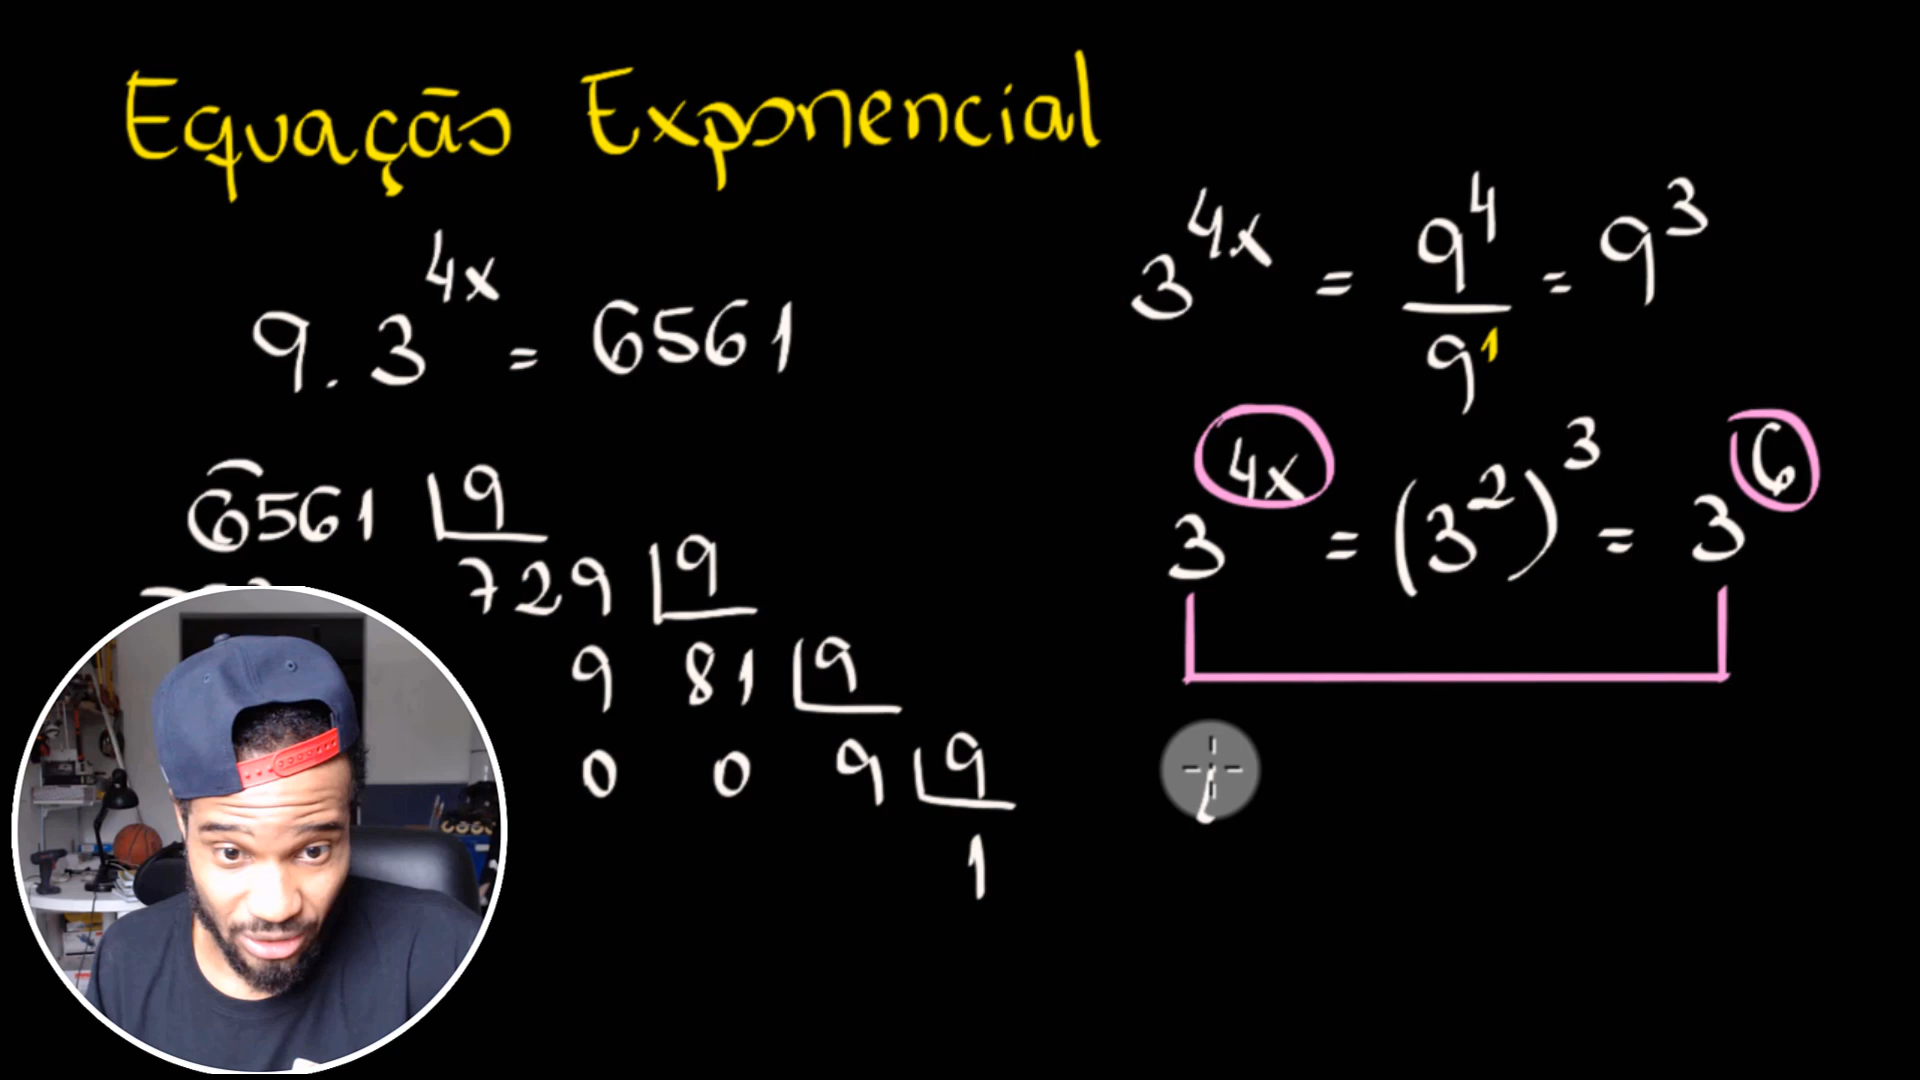 Equação Exponencial
9 . 3^4x = 6561
6561 | 9
729 | 9
9 81 | 9
0 0 9 | 9
1
3^4x = 9^4 / 9^1 = 9^3
3^4x = (3^2)^3 = 3^6